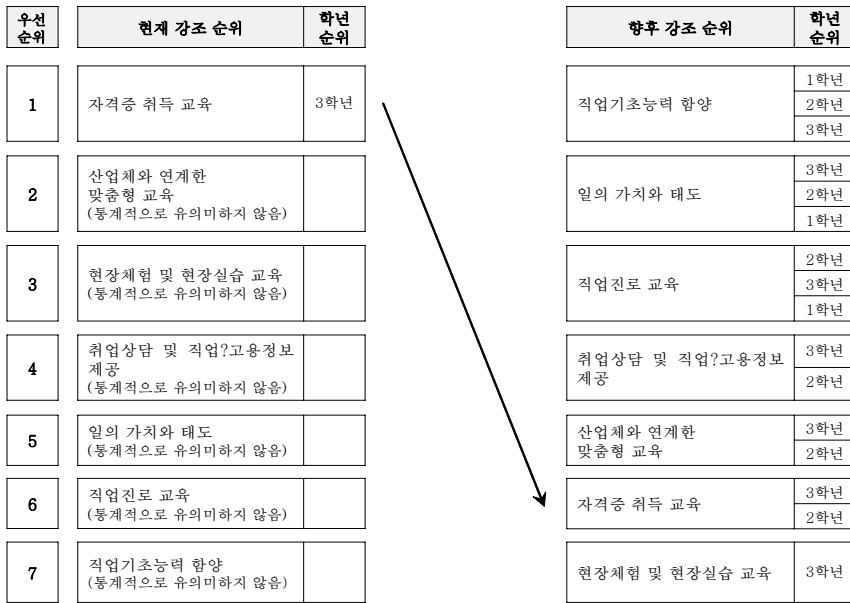 우선
순위
현재 강조 순위
학년
순위
향후 강조 순위
학년
순위
1
자격증 취득 교육
3학년
직업기초능력 함양
1학년
2학년
3학년
2
산업체와 연계한
맞춤형 교육
(통계적으로 유의미하지 않음)
일의 가치와 태도
3학년
2학년
1학년
3
현장체험 및 현장실습 교육
(통계적으로 유의미하지 않음)
직업진로 교육
2학년
3학년
1학년
4
취업상담 및 직업?고용정보
제공
(통계적으로 유의미하지 않음)
취업상담 및 직업?고용정보
제공
3학년
2학년
5
일의 가치와 태도
(통계적으로 유의미하지 않음)
산업체와 연계한
맞춤형 교육
3학년
2학년
6
직업진로 교육
(통계적으로 유의미하지 않음)
자격증 취득 교육
3학년
2학년
7
직업기초능력 함양
(통계적으로 유의미하지 않음)
현장체험 및 현장실습 교육
3학년